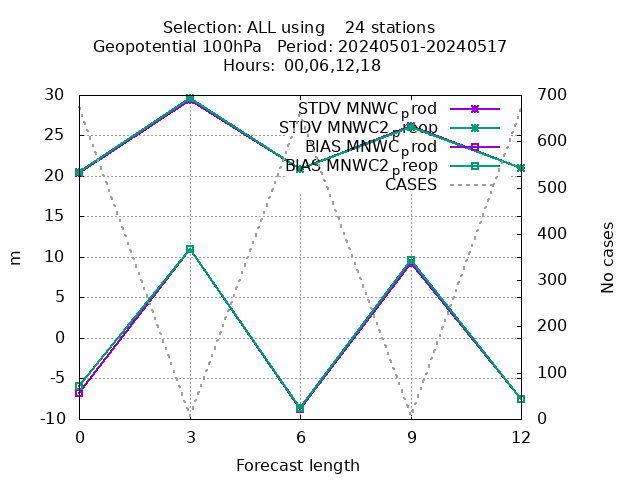 Selection: ALL using    24 stations
Geopotential 100hPa   Period: 20240501-20240517
Hours: 00,06,12,18
30 700
25 600
20 500
15 400
10 300
5 200
0 100
-5 0
-10
m
No cases
STDV MNWC_prod
STDV MNWC2_preop
BIAS MNWC_prod
BIAS MNWC2_preop
CASES
0 3 6 9 12
Forecast length